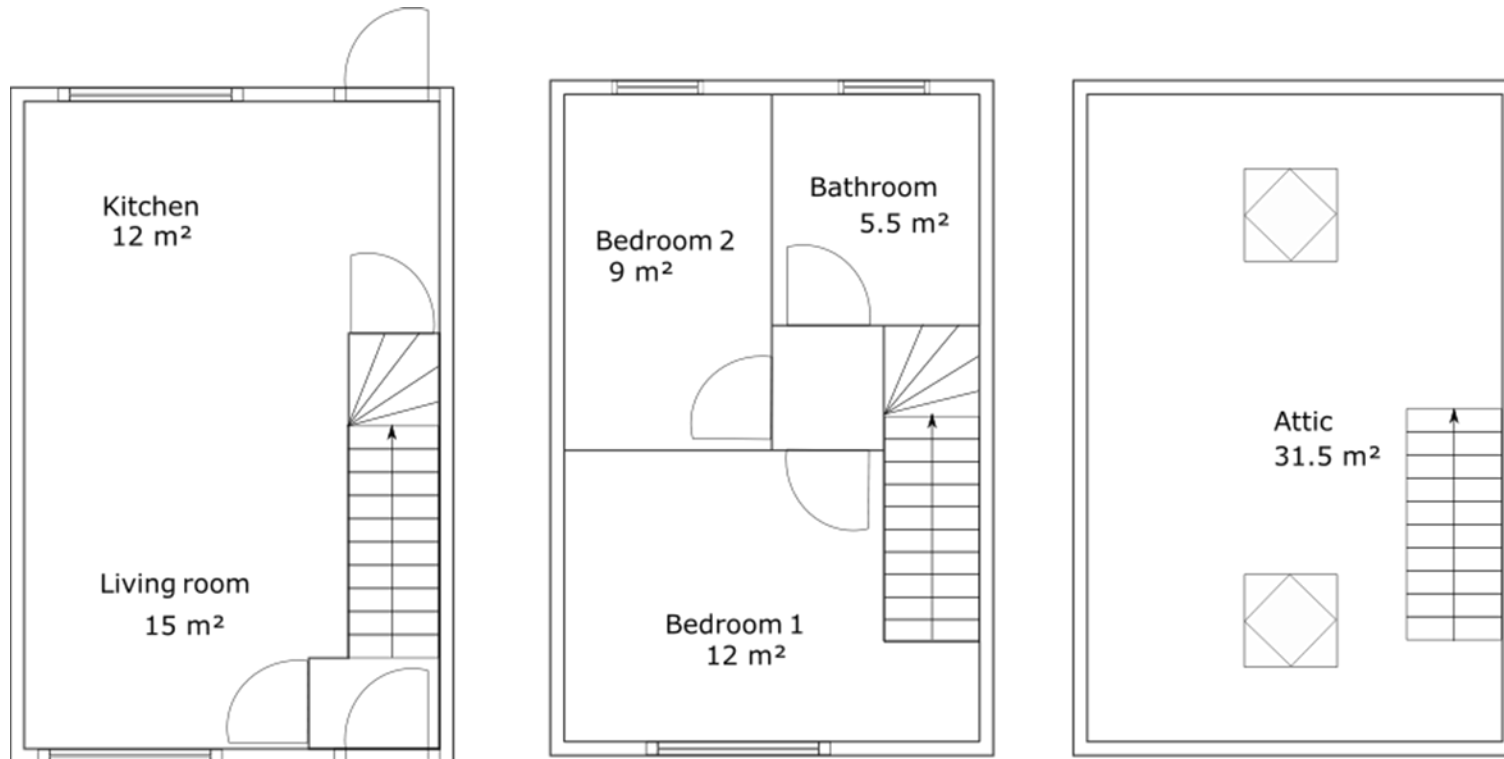 Kitchen
12 m²
Living room
15 m²
Bedroom 2
9 m²
Bathroom
5.5 m²
Bedroom 1
12 m²
Attic
31.5 m²